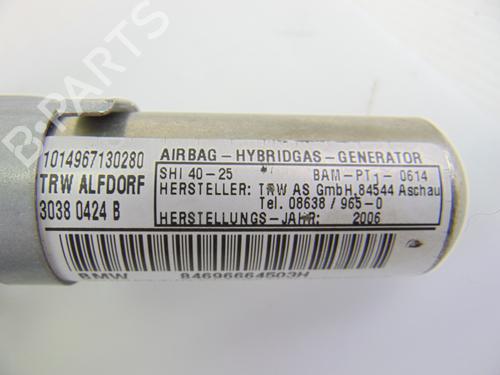 B-PARTS
1014967130280
TRW ALFDORF
3038 0424 B
AIRBAG-HYBRIDGAS-GENERATOR
SHI 40-25 BAM-PT1-0614
HERSTELLER: TRW AS GmbH,84544 Aschau
Tel. 08638/965-0
HERSTELLUNGS-JAHR: 2006
BMW 84696664503H